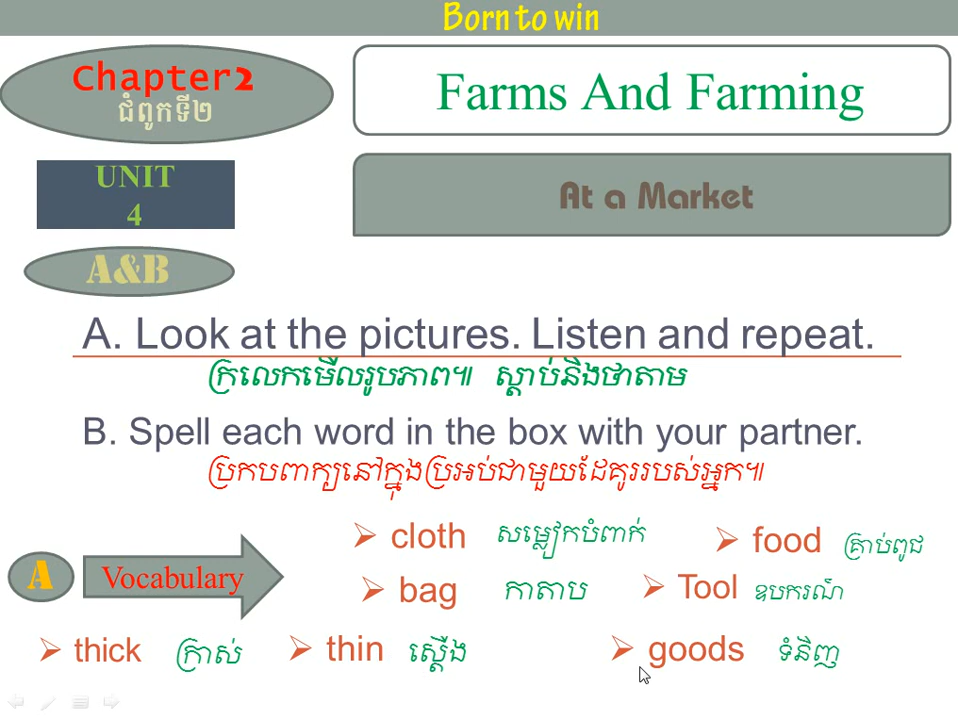 Born to win
Chapter2
ជំពូកទី២
Farms And Farming
UNIT
4
At a Market
A&B
A. Look at the pictures. Listen and repeat.
ក្រលេកមើលរូបភាព៕ ស្តាប់និងថាតាម
B. Spell each word in the box with your partner.
ប្រកបពាក្យនៅក្នុងប្រអប់ជាមួយដៃគូររបស់អ្នក៕
A
Vocabulary
➢ cloth សម្លៀកបំពាក់
➢ food គ្រាប់ពូជ
➢ bag កាតាប
➢ Tool ឧបករណ៍
➢ thick ក្រាស់
➢ thin ស្តើង
➢ goods ទំនិញ